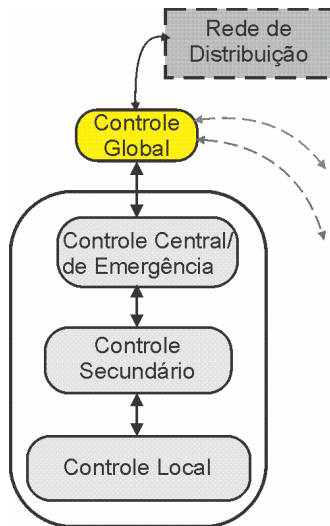 Rede de
Distribuição
Controle
Global
Controle Central/
de Emergência
Controle
Secundário
Controle Local